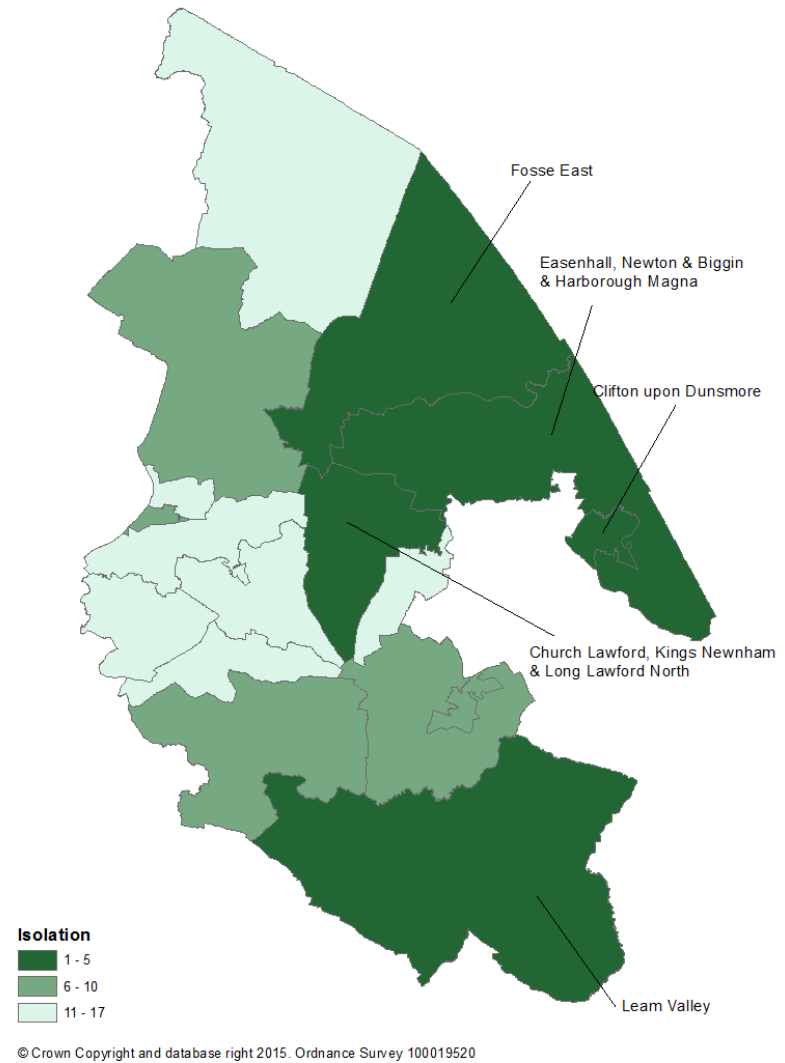 Fosse East
Easenhall, Newton & Biggin
& Harborough Magna
Clifton upon Dunsmore
Church Lawford, Kings Newnham
& Long Lawford North
Leam Valley
Isolation
1 - 5
6 - 10
11 - 17
© Crown Copyright and database right 2015. Ordnance Survey 100019520